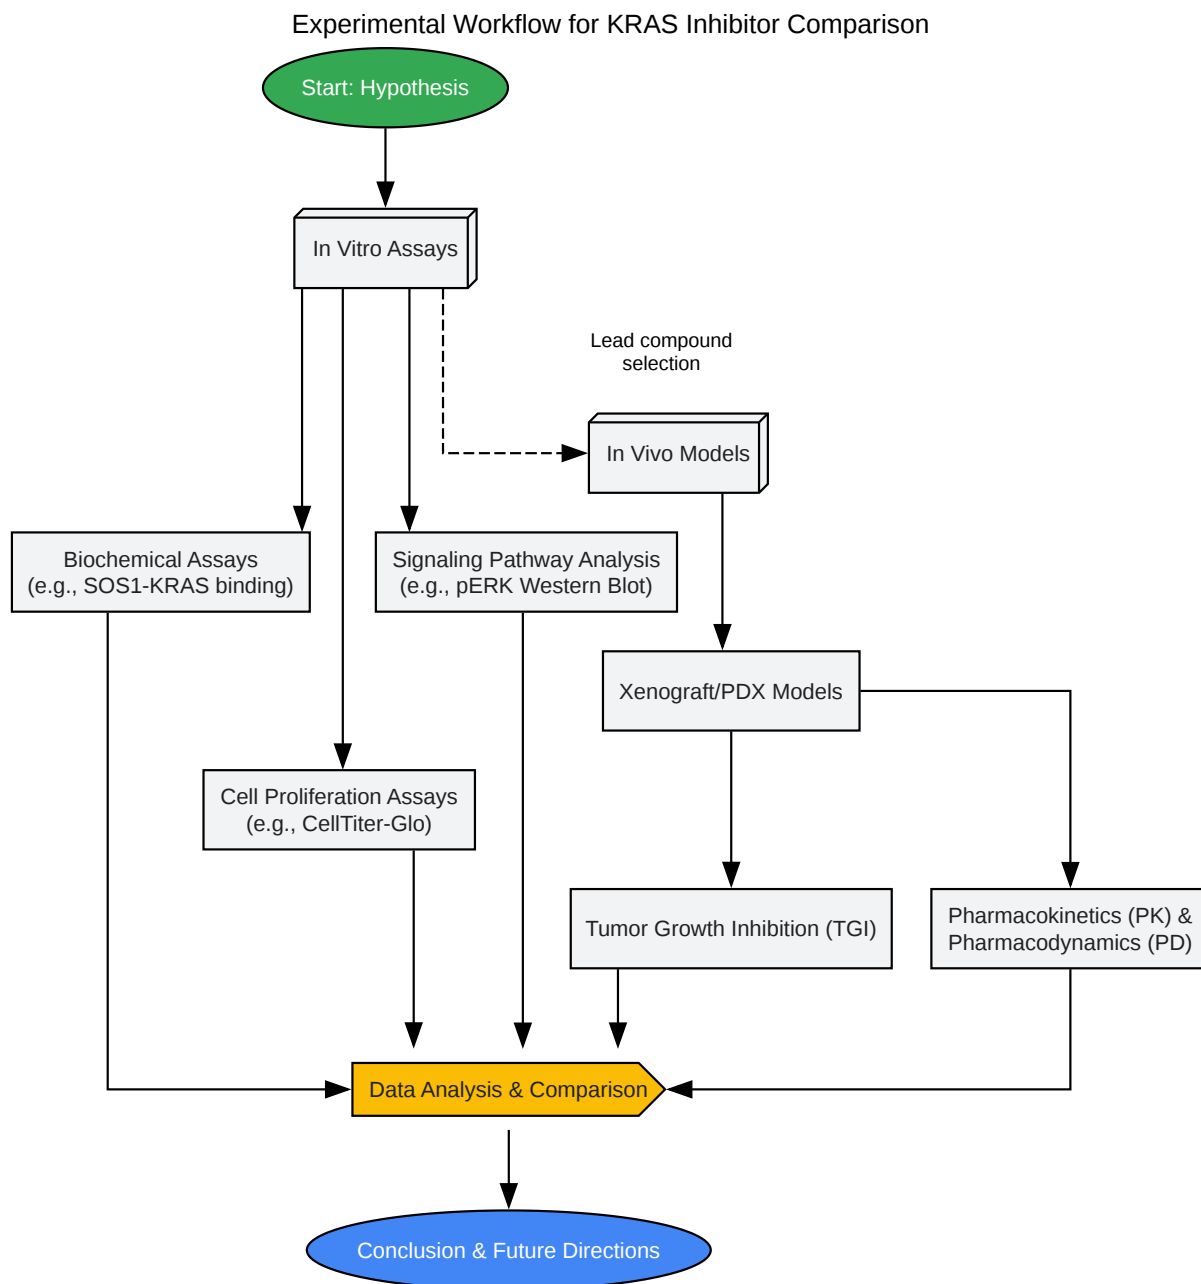 Experimental Workflow for KRAS Inhibitor Comparison
Start: Hypothesis
In Vitro Assays
Lead compound
selection
In Vivo Models
Biochemical Assays
(e.g., SOS1-KRAS binding)
Signaling Pathway Analysis
(e.g., pERK Western Blot)
Xenograft/PDX Models
Cell Proliferation Assays
(e.g., CellTiter-Glo)
Tumor Growth Inhibition (TGI)
Pharmacokinetics (PK) &
Pharmacodynamics (PD)
Data Analysis & Comparison
Conclusion & Future Directions